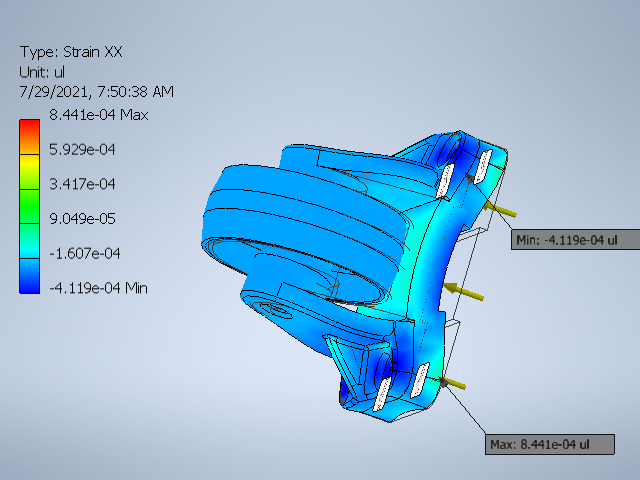 Type: Strain XX
Unit: ul
7/29/2021, 7:50:38 AM
8.441e-04 Max
5.929e-04
3.417e-04
9.049e-05
-1.607e-04
-4.119e-04 Min
Min: -4.119e-04 ul
Max: 8.441e-04 ul